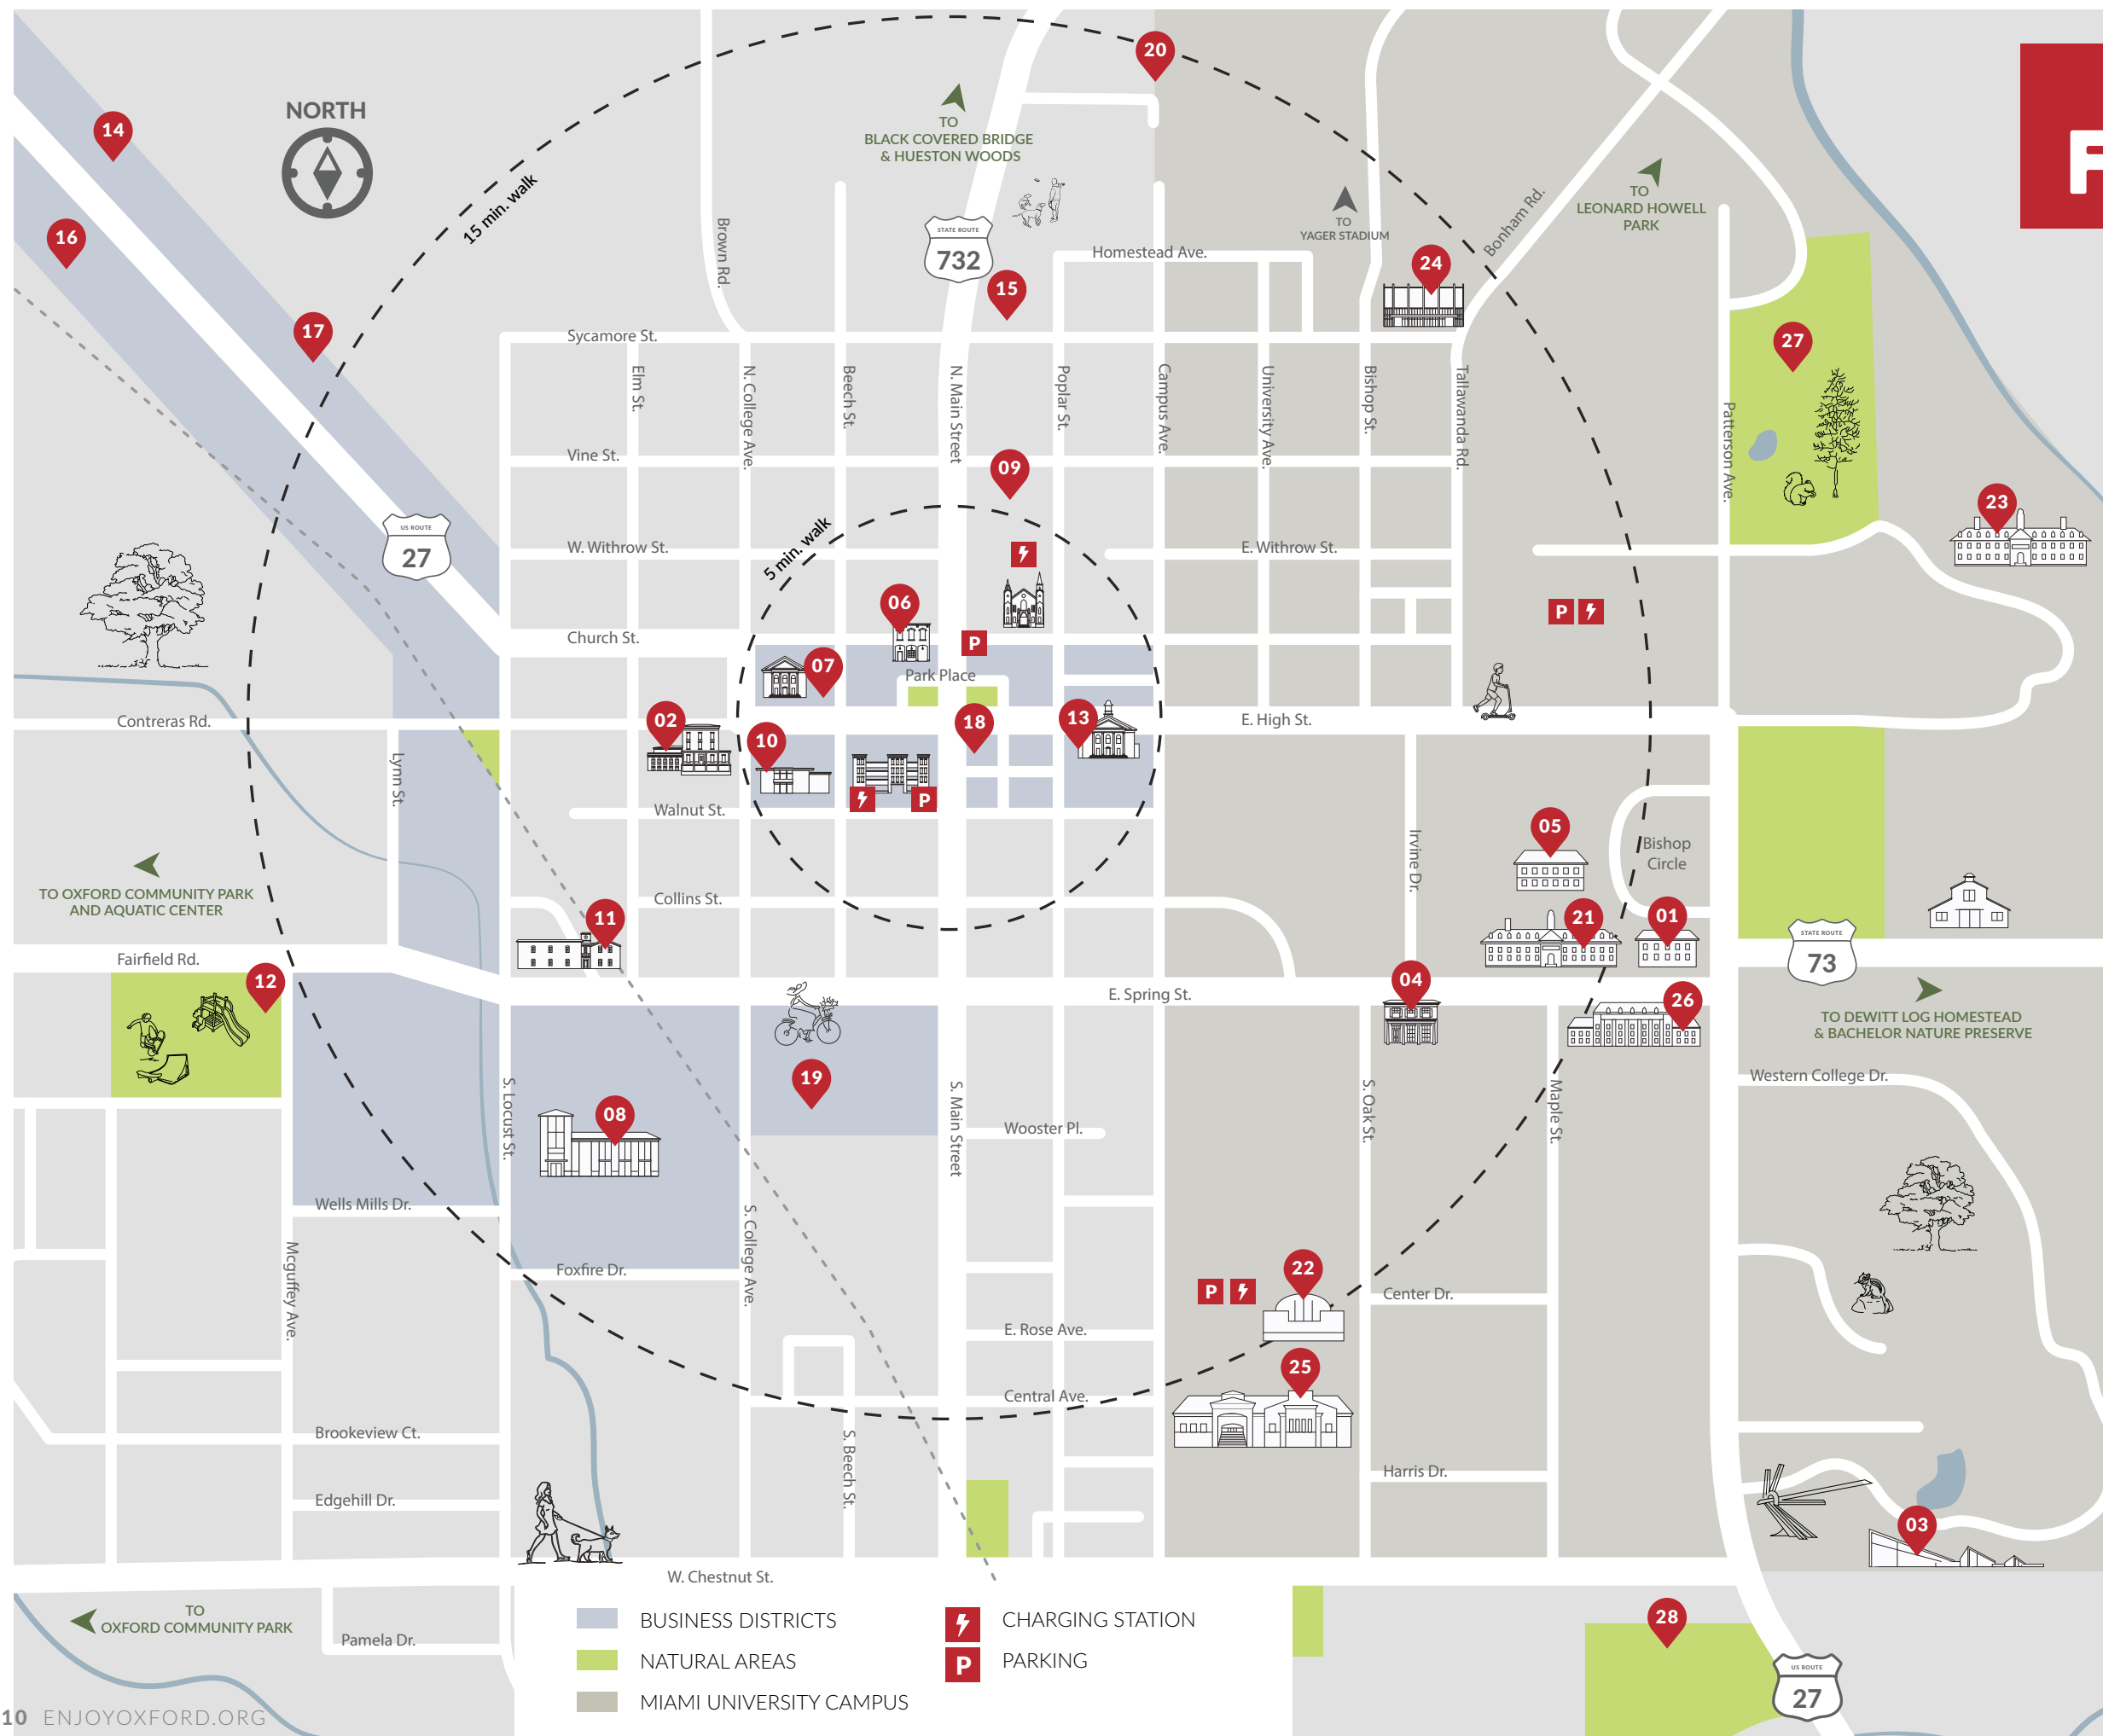 20
14
NORTH
TO
BLACK COVERED BRIDGE
& HUESTON WOODS
15 min. walk
TO
LEONARD HOWELL
PARK
TO
YAGER STADIUM
Bonham Rd.
F
16
Brown Rd.
STATE ROUTE
732
Homestead Ave.
24
15
17
27
Sycamore St.
Elm St.
N. College Ave.
Beech St.
N. Main Street
Poplar St.
Campus Ave.
University Ave.
Bishop St.
Tallawanda Rd.
Patterson Ave.
Vine St.
09
23
US ROUTE
27
5 min. walk
W. Withrow St.
E. Withrow St.
06
P
Church St.
P
07
Park Place
02
10
18
13
Contreras Rd.
E. High St.
Lynn St.
P
Walnut St.
05
Irvine Dr.
Bishop
Circle
TO OXFORD COMMUNITY PARK
AND AQUATIC CENTER
Collins St.
11
21
01
STATE ROUTE
73
Fairfield Rd.
12
04
E. Spring St.
26
TO DEWITT LOG HOMESTEAD
& BACHELOR NATURE PRESERVE
19
Western College Dr.
S. Locust St.
08
S. Main Street
Wooster Pl.
S. Oak St.
Maple St.
Wells Mills Dr.
S. College Ave.
Mcguffey Ave.
Foxfire Dr.
22
P
Center Dr.
E. Rose Ave.
25
Central Ave.
Brookeview Ct.
S. Beech St.
Harris Dr.
Edgehill Dr.
03
W. Chestnut St.
TO
OXFORD COMMUNITY PARK
Pamela Dr.
28
US ROUTE
27
BUSINESS DISTRICTS
NATURAL AREAS
MIAMI UNIVERSITY CAMPUS
CHARGING STATION
P PARKING
10 ENJOYOXFORD.ORG